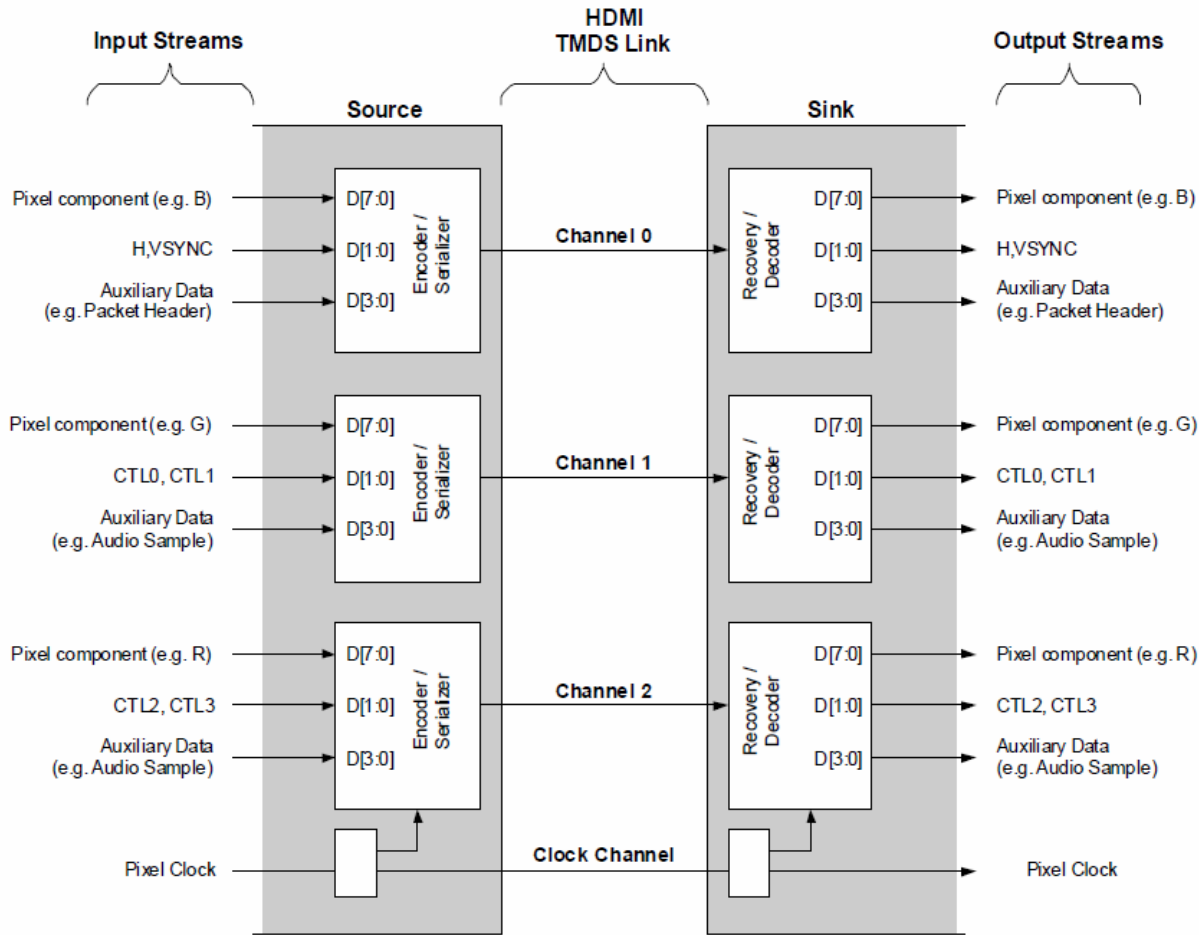 HDMI
TMDS Link
Input Streams
Output Streams
Source
Sink
Pixel component (e.g. B)
D[7:0]
H,VSYNC
D[1:0]
Auxiliary Data
(e.g. Packet Header)
D[3:0]
Encoder /
Serializer
Channel 0
Recovery /
Decoder
D[7:0]
Pixel component (e.g. B)
D[1:0]
H,VSYNC
D[3:0]
Auxiliary Data
(e.g. Packet Header)
Pixel component (e.g. G)
D[7:0]
CTL0, CTL1
D[1:0]
Auxiliary Data
(e.g. Audio Sample)
D[3:0]
Encoder /
Serializer
Channel 1
Recovery /
Decoder
D[7:0]
Pixel component (e.g. G)
D[1:0]
CTL0, CTL1
D[3:0]
Auxiliary Data
(e.g. Audio Sample)
Pixel component (e.g. R)
D[7:0]
CTL2, CTL3
D[1:0]
Auxiliary Data
(e.g. Audio Sample)
D[3:0]
Encoder /
Serializer
Channel 2
Recovery /
Decoder
D[7:0]
Pixel component (e.g. R)
D[1:0]
CTL2, CTL3
D[3:0]
Auxiliary Data
(e.g. Audio Sample)
Pixel Clock
Clock Channel
Pixel Clock